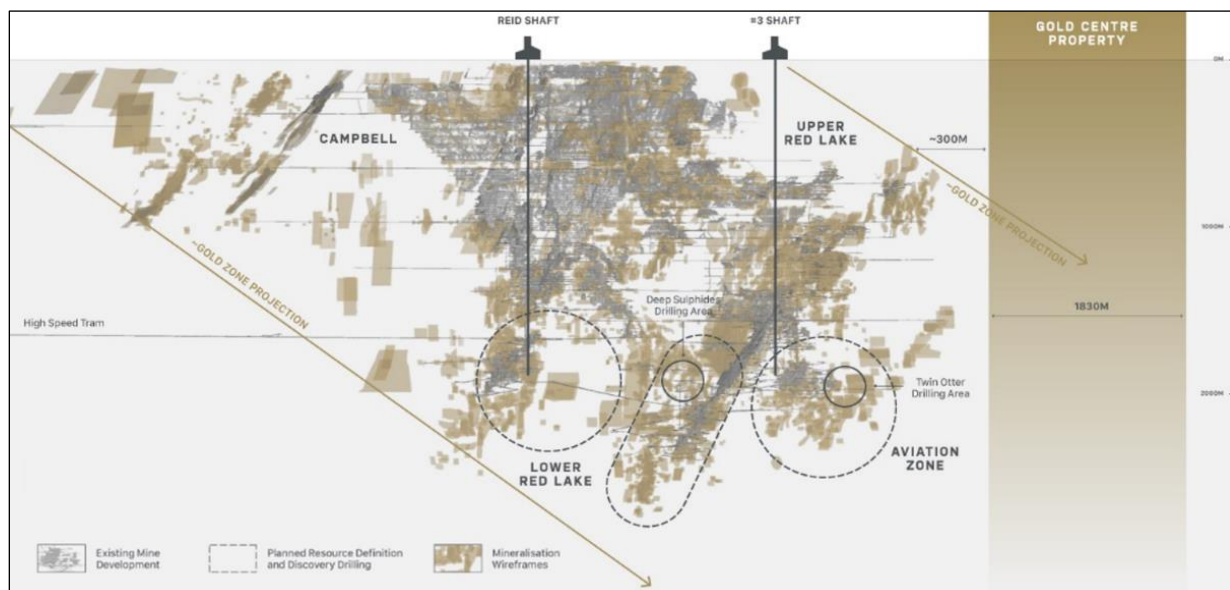 REID SHAFT
#3 SHAFT
GOLD CENTRE
PROPERTY
0M
CAMPBELL
UPPER
RED LAKE
~300M
~GOLD ZONE PROJECTION
1000M
~GOLD ZONE PROJECTION
Deep Sulphides
Drilling Area
1830M
High Speed Tram
Twin Otter
Drilling Area
2000M
AVIATION
ZONE
LOWER
RED LAKE
Existing Mine
Development
Planned Resource Definition
and Discovery Drilling
Mineralisation
Wireframes